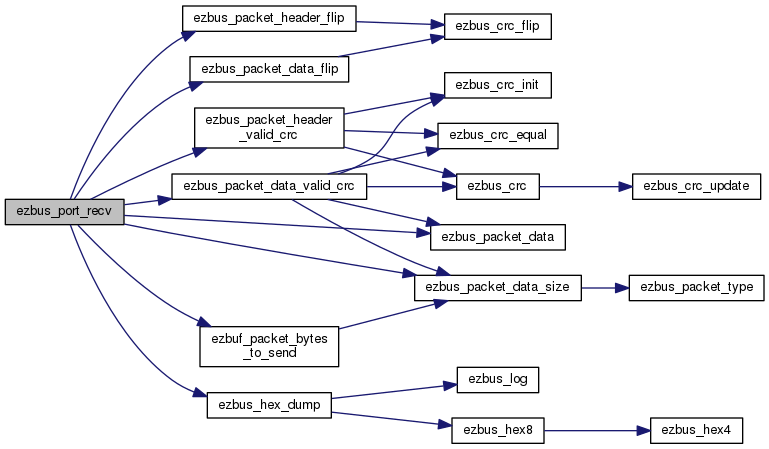 ezbus_port_recv
ezbus_packet_header_flip
ezbus_crc_flip
ezbus_packet_data_flip
ezbus_packet_header
_valid_crc
ezbus_crc_init
ezbus_crc_equal
ezbus_packet_data_valid_crc
ezbus_crc
ezbus_crc_update
ezbus_packet_data
ezbus_packet_data_size
ezbus_packet_type
ezbuf_packet_bytes
_to_send
ezbus_hex_dump
ezbus_log
ezbus_hex8
ezbus_hex4